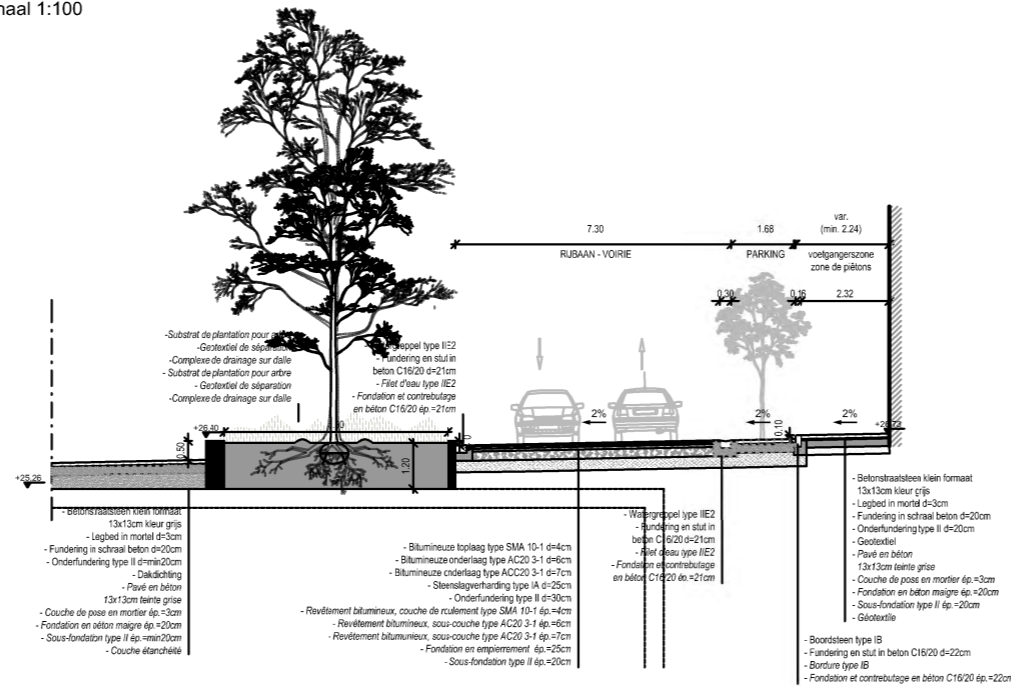 1:100
var.
(min. 2.24)
7.30
1.68
RIJBAAN - VOIRIE
PARKING
voetgangerszone
zone de piétons
0.30
0.16
2.32
-Substrat de plantation pour
-Geotextiel de
-Complexe de drainage sur dalle
- Substrat de plantation pour arbre
- Geotextiel de séparation
-Complexe de drainage sur dalle
type IIE2
- Fundering en stut in
beton C16/20 d=21cm
- Filet d'eau type IIE2
- Fondation et contrebutage
en béton C16/20 ép.=21cm
2%
2%
2%
0.10
+26.40
0.50
1.20
+25.26
- Betonstraatsteen klein formaat
13x13cm kleur grijs
- Legbed in mortel d=3cm
- Fundering in schraal beton d=20cm
- Onderfundering type II d=min20cm
- Dakdichting
- Pavé en béton
13x13cm teinte grise
- Couche de pose en mortier ép.=3cm
- Fondation en béton maigre ép.=20cm
- Sous-fondation type II ép.=min20cm
- Couche étanchéité
- Bitumineuze toplaag type SMA 10-1 d=4cm
- Bitumineuze onderlaag type AC20 3-1 d=6cm
- Bitumineuze onderlaag type ACC20 3-1 d=7cm
- Steenslagverharding type IA d=25cm
- Onderfundering type II d=30cm
- Revêtement bitumineux, couche de roulement type SMA 10-1 ép.=4cm
- Revêtement bitumineux, sous-couche type AC20 3-1 ép.=6cm
- Revêtement bitumunieux, sous-couche type AC20 3-1 ép.=7cm
- Fondation en empierrement ép.=25cm
- Sous-fondation type II ép.=20cm
- Watergreppel type IIE2
- Fundering en stut in
beton C16/20 d=21cm
- Filet d'eau type IIE2
- Fondation et contrebutage
en béton C16/20 ép.=21cm
- Betonstraatsteen klein formaat
13x13cm kleur grijs
- Legbed in mortel d=3cm
- Fundering in schraal beton d=20cm
- Onderfundering type II d=20cm
- Geotextiel
- Pavé en béton
13x13cm teinte grise
- Couche de pose en mortier ép.=3cm
- Fondation en béton maigre ép.=20cm
- Sous-fondation type II ép.=20cm
- Géotextile
- Boordsteen type IB
- Fundering en stut in beton C16/20 d=22cm
- Bordure type IB
- Fondation et contrebutage en béton C16/20 ép.=22cm